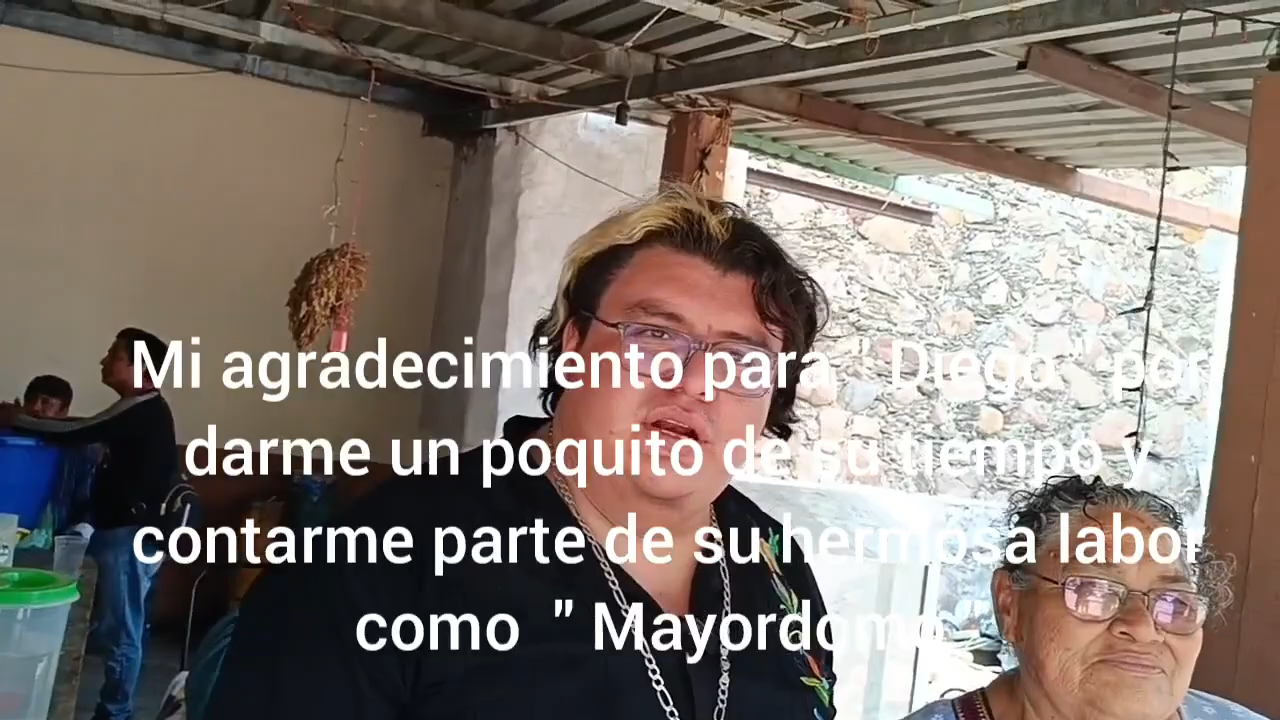 Mi agradecimiento para " Diego " por
darme un poquito de su tiempo y
contarme parte de su hermosa labor
como " Mayordomo"